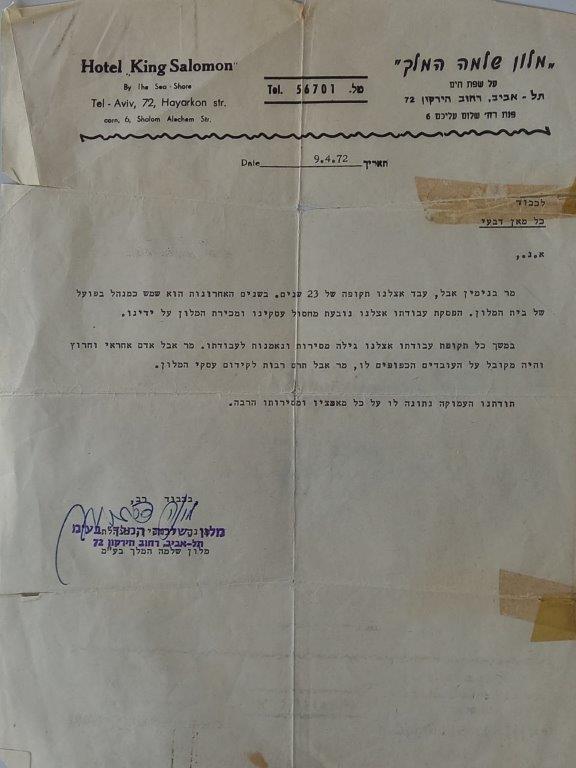 Hotel „King Salomon"
By The Sea - Shore
Tel - Aviv, 72, Hayarkon str.
corn, 6, Shalom Alechem Str.
Tel. 56701 טל.
"מלון שלמה המלך"
על שפת הים
תל - אביב, רחוב הירקון 72
פנת רח' שלום עליכם 6
Date 9.4.72 תאריך
לכבוד
כל מאן דבעי
א.נ.,
מר בנימין אבל, עבד אצלנו תקופה של 23 שנים. בשנים האחרונות הוא שמש כמנהל בפועל
של בית המלון. הפסקת עבודתו אצלנו נובעת מחסול עסקינו ומכירת המלון על ידינו.
במשך כל תקופת עבודתו אצלנו גילה מסירות ונאמנות לעבודתו. מר אבל אדם אחראי וחרוץ
והיה מקובל על העובדים הכפופים לו, מר אבל תרם רבות לקידום עסקי המלון.
תודתנו העמוקה נתונה לו על כל מאמציו ומסירותו הרבה.
בכבוד רב,
מלון שלמה המלך בע"מ
תל-אביב, רחוב הירקון 72
מלון שלמה המלך בע"מ